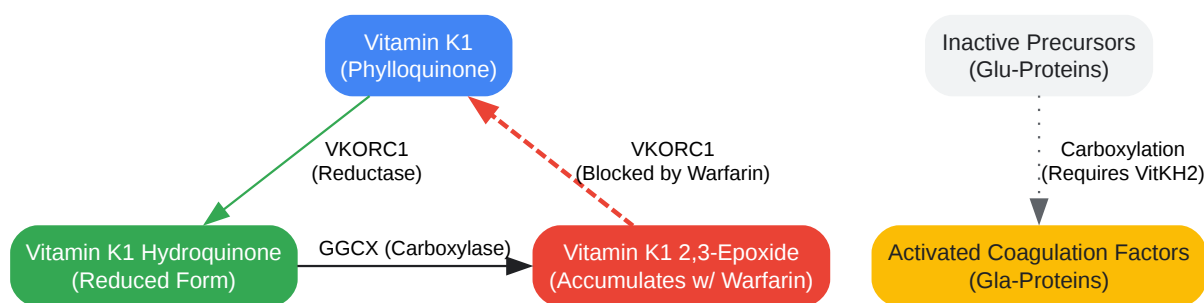 Vitamin K1
(Phylloquinone)
Inactive Precursors
(Glu-Proteins)
VKORC1
(Reductase)
VKORC1
(Blocked by Warfarin)
Carboxylation
(Requires VitKH2)
Vitamin K1 Hydroquinone
(Reduced Form)
GGCX (Carboxylase)
Vitamin K1 2,3-Epoxide
(Accumulates w/ Warfarin)
Activated Coagulation Factors
(Gla-Proteins)